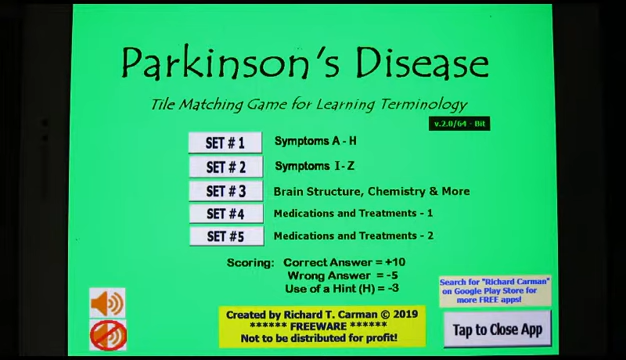 Parkinson's Disease
Tile Matching Game for Learning Terminology
v.2.0/64 - Bit
SET # 1 Symptoms A - H
SET # 2 Symptoms I - Z
SET # 3 Brain Structure, Chemistry & More
SET #4 Medications and Treatments - 1
SET #5 Medications and Treatments - 2
Scoring: Correct Answer = +10
Wrong Answer = -5
Use of a Hint (H) = -3
Search for "Richard Carman"
on Google Play Store for
more FREE apps!
Created by Richard T. Carman © 2019
****** FREEWARE ******
Not to be distributed for profit!
Tap to Close App